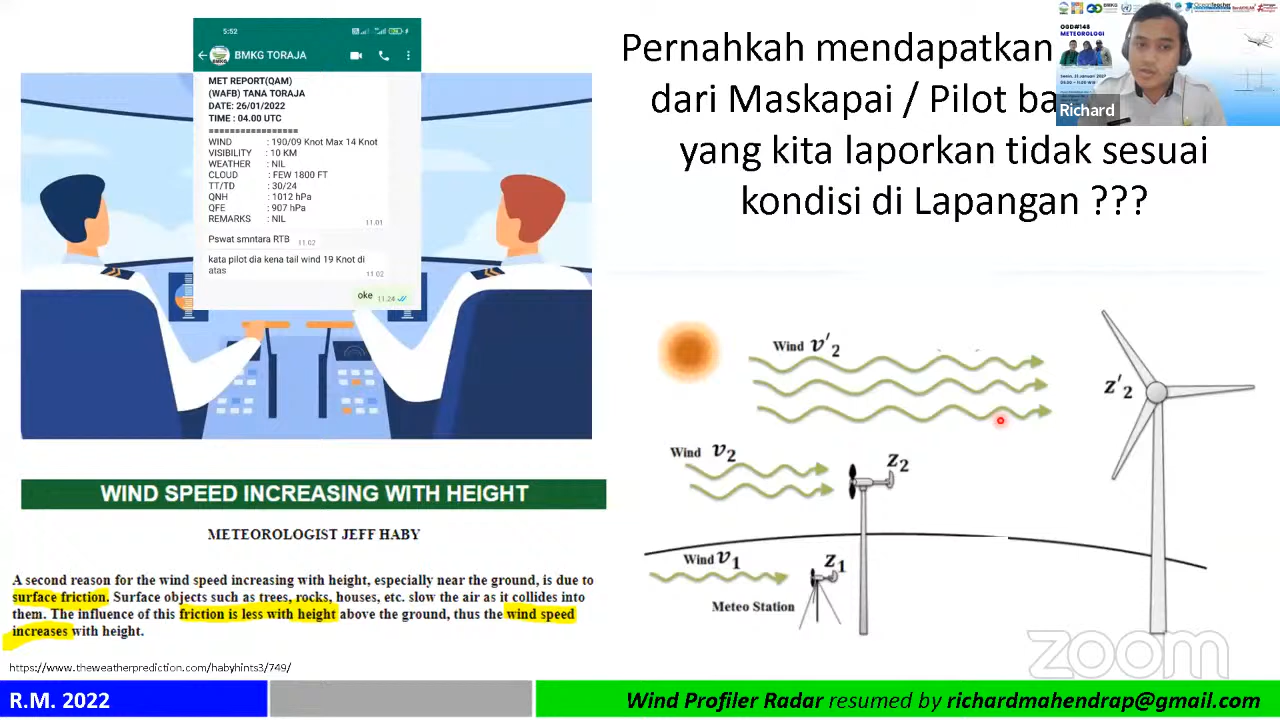 5:52
BMKG TORAJA
MET REPORT(QAM)
(WAFB) TANA TORAJA
DATE: 26/01/2022
TIME : 04.00 UTC
================
WIND : 190/09 Knot Max 14 Knot
VISIBILITY : 10 KM
WEATHER : NIL
CLOUD : FEW 1800 FT
TT/TD : 30/24
QNH : 1012 hPa
QFE : 907 hPa
REMARKS : NIL
11.01
Pswat smntara RTB 11.02
kata pilot dia kena tail wind 19 Knot di
atas
11.02
oke 11.24
Pernahkah mendapatkan
dari Maskapai / Pilot ba
yang kita laporkan tidak sesuai
kondisi di Lapangan ???
OGD#148
METEOROLOGI
Richard
Wind v'2
z'2
Wind v2
z2
Wind v1
z1
Meteo Station
WIND SPEED INCREASING WITH HEIGHT
METEOROLOGIST JEFF HABY
A second reason for the wind speed increasing with height, especially near the ground, is due to
surface friction. Surface objects such as trees, rocks, houses, etc. slow the air as it collides into
them. The influence of this friction is less with height above the ground, thus the wind speed
increases with height.
https://www.theweatherprediction.com/habyhints3/749/
zoom
R.M. 2022
Wind Profiler Radar resumed by richardmahendrap@gmail.com